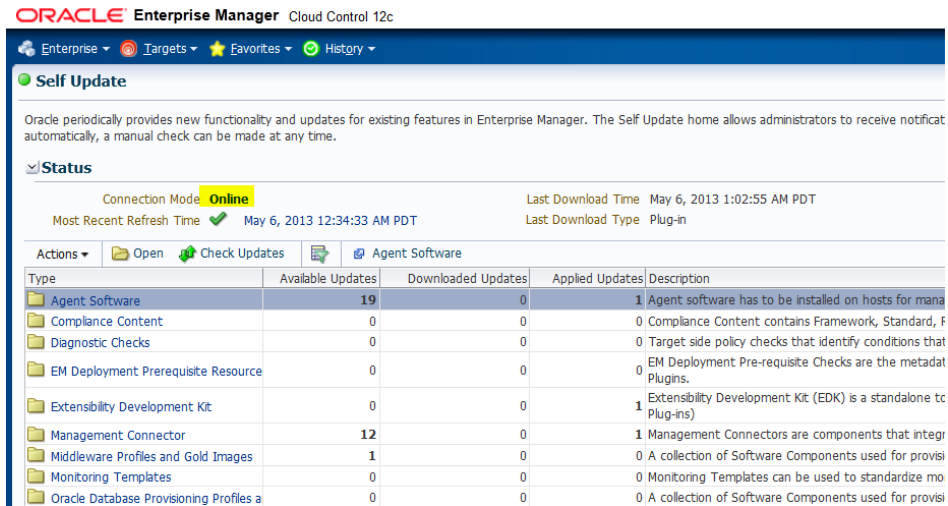 ORACLE Enterprise Manager Cloud Control 12c
Enterprise Targets Favorites History
Self Update
Oracle periodically provides new functionality and updates for existing features in Enterprise Manager. The Self Update home allows administrators to receive notificat
automatically, a manual check can be made at any time.
Status
Connection Mode Online Last Download Time May 6, 2013 1:02:55 AM PDT
Most Recent Refresh Time May 6, 2013 12:34:33 AM PDT Last Download Type Plug-in
Actions Open Check Updates Agent Software
Type Available Updates Downloaded Updates Applied Updates Description
Agent Software 19 0 1 Agent software has to be installed on hosts for mana
Compliance Content 0 0 0 Compliance Content contains Framework, Standard, R
Diagnostic Checks 0 0 0 Target side policy checks that identify conditions that
EM Deployment Prerequisite Resource 0 0 0 EM Deployment Pre-requisite Checks are the metadat
Plugins.
Extensibility Development Kit 0 0 1 Extensibility Development Kit (EDK) is a standalone to
Plug-ins)
Management Connector 12 0 1 Management Connectors are components that integr
Middleware Profiles and Gold Images 1 0 0 A collection of Software Components used for provisi
Monitoring Templates 0 0 0 Monitoring Templates can be used to standardize mo
Oracle Database Provisioning Profiles a 0 0 0 A collection of Software Components used for provisi